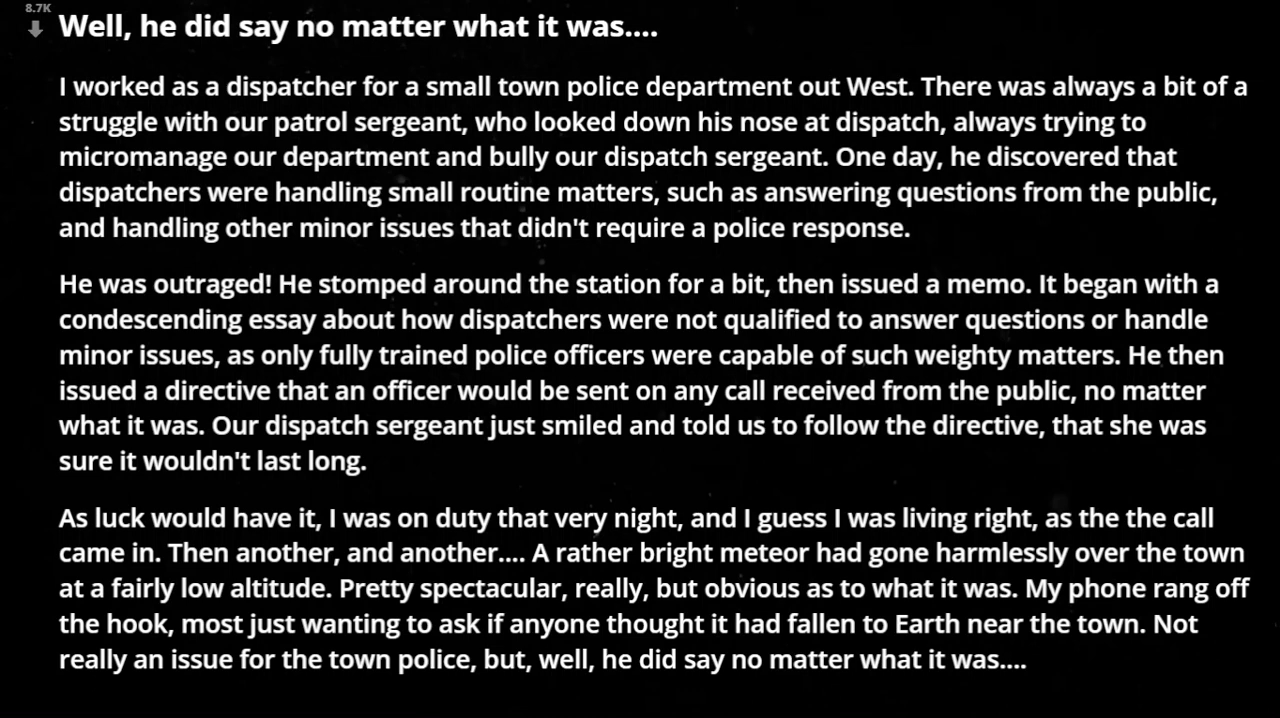 8.7K
Well, he did say no matter what it was....
I worked as a dispatcher for a small town police department out West. There was always a bit of a
struggle with our patrol sergeant, who looked down his nose at dispatch, always trying to
micromanage our department and bully our dispatch sergeant. One day, he discovered that
dispatchers were handling small routine matters, such as answering questions from the public,
and handling other minor issues that didn't require a police response.
He was outraged! He stomped around the station for a bit, then issued a memo. It began with a
condescending essay about how dispatchers were not qualified to answer questions or handle
minor issues, as only fully trained police officers were capable of such weighty matters. He then
issued a directive that an officer would be sent on any call received from the public, no matter
what it was. Our dispatch sergeant just smiled and told us to follow the directive, that she was
sure it wouldn't last long.
As luck would have it, I was on duty that very night, and I guess I was living right, as the the call
came in. Then another, and another.... A rather bright meteor had gone harmlessly over the town
at a fairly low altitude. Pretty spectacular, really, but obvious as to what it was. My phone rang off
the hook, most just wanting to ask if anyone thought it had fallen to Earth near the town. Not
really an issue for the town police, but, well, he did say no matter what it was....